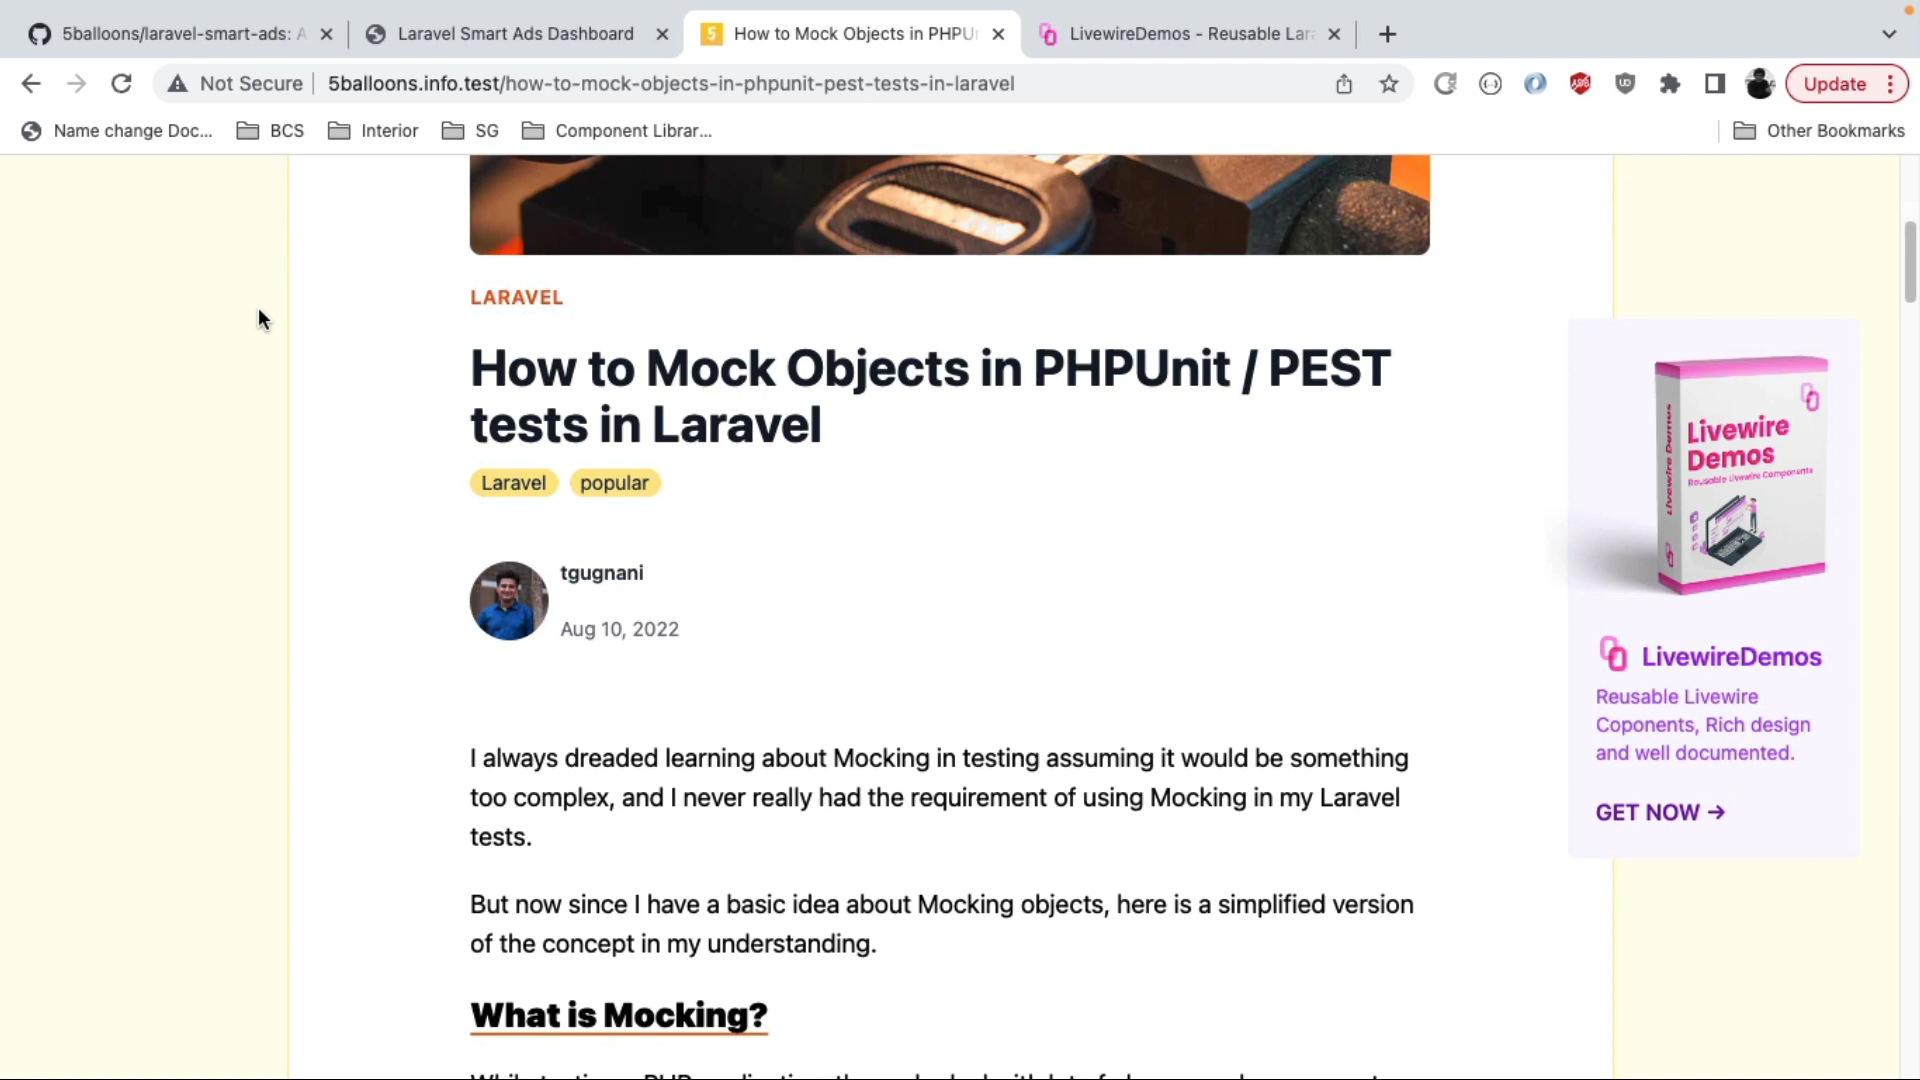 5balloons/laravel-smart-ads: A
Laravel Smart Ads Dashboard
5
How to Mock Objects in PHPU
LivewireDemos - Reusable Lar
Not Secure
5balloons.info.test/how-to-mock-objects-in-phpunit-pest-tests-in-laravel
Update
Name change Doc...
BCS
Interior
SG
Component Librar...
Other Bookmarks
LARAVEL
How to Mock Objects in PHPUnit / PEST
tests in Laravel
Laravel
popular
tgugnani
Aug 10, 2022
I always dreaded learning about Mocking in testing assuming it would be something
too complex, and I never really had the requirement of using Mocking in my Laravel
tests.
But now since I have a basic idea about Mocking objects, here is a simplified version
of the concept in my understanding.
What is Mocking?
Livewire Demos
Livewire
Demos
Reusable Livewire Components
LivewireDemos
Reusable Livewire
Coponents, Rich design
and well documented.
GET NOW →